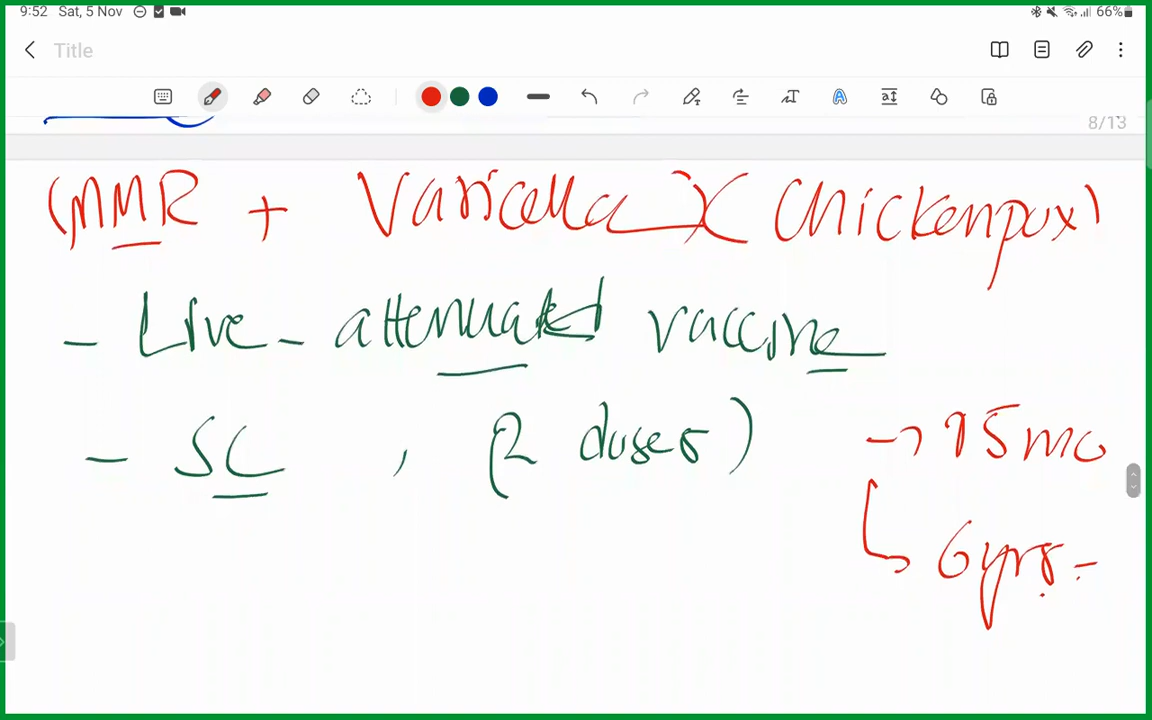 9:52 Sat, 5 Nov 66%
Title
8/13
(MMR + Varicella) (Chickenpox)
- Live - attenuated vaccine
- SC , (2 doses) → 15 mo
6 yrs -